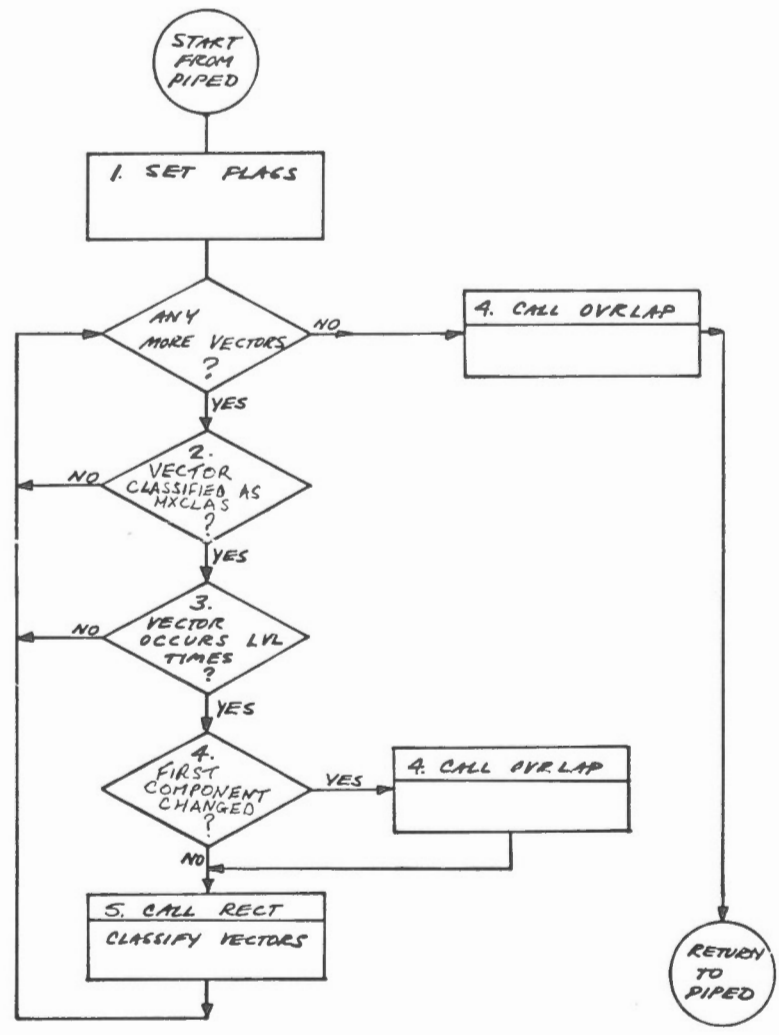 START
FROM
PIPED
1. SET FLAGS
ANY
MORE VECTORS
?
NO
4. CALL OVRLAP
YES
2.
VECTOR
CLASSIFIED AS
MXCLAS
?
NO
YES
3.
VECTOR
OCCURS LVL
TIMES
?
NO
YES
4.
FIRST
COMPONENT
CHANGED
?
YES
4. CALL OVRLAP
NO
5. CALL RECT
CLASSIFY VECTORS
RETURN
TO
PIPED